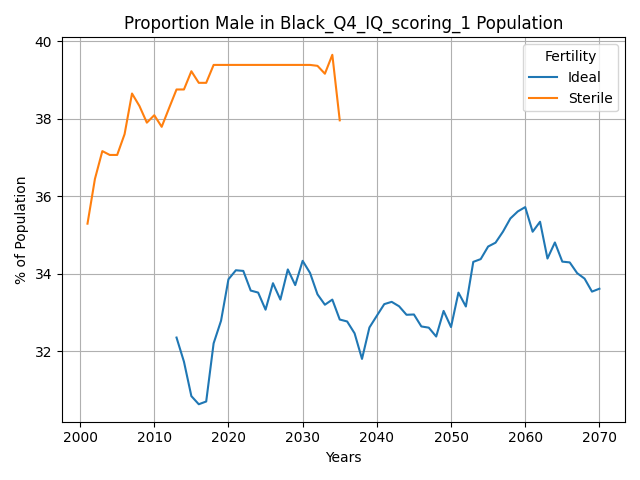 Proportion Male in Black_Q4_IQ_scoring_1 Population
40
38
36
34
32
% of Population
Fertility
Ideal
Sterile
2000 2010 2020 2030 2040 2050 2060 2070
Years